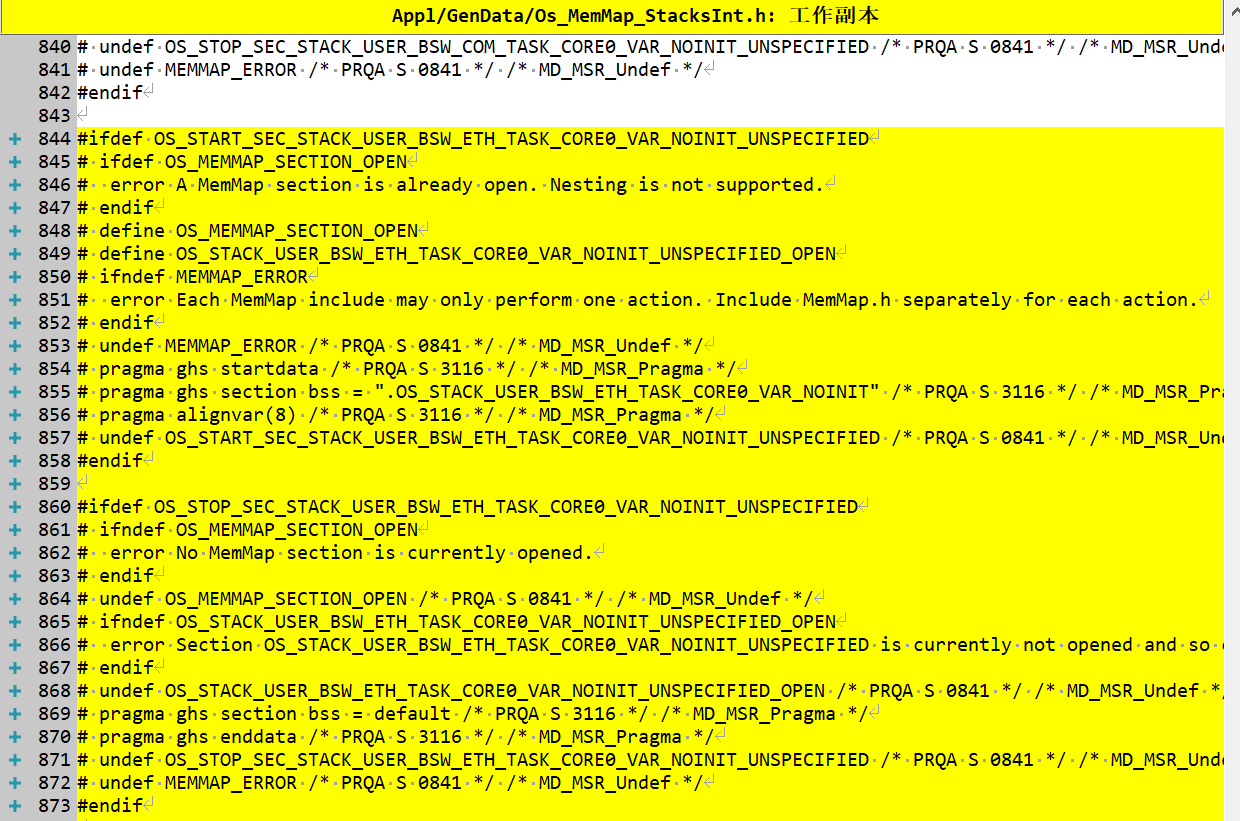 Appl/GenData/Os_MemMap_StacksInt.h: 工作副本
840 # undef OS_STOP_SEC_STACK_USER_BSW_COM_TASK_CORE0_VAR_NOINIT_UNSPECIFIED /* PRQA S 0841 */ /* MD_MSR_Unde
841 # undef MEMMAP_ERROR /* PRQA S 0841 */ /* MD_MSR_Undef */
842 #endif
843
844 #ifdef OS_START_SEC_STACK_USER_BSW_ETH_TASK_CORE0_VAR_NOINIT_UNSPECIFIED
845 # ifdef OS_MEMMAP_SECTION_OPEN
846 #  error A MemMap section is already open. Nesting is not supported.
847 # endif
848 # define OS_MEMMAP_SECTION_OPEN
849 # define OS_STACK_USER_BSW_ETH_TASK_CORE0_VAR_NOINIT_UNSPECIFIED_OPEN
850 # ifndef MEMMAP_ERROR
851 #  error Each MemMap include may only perform one action. Include MemMap.h separately for each action.
852 # endif
853 # undef MEMMAP_ERROR /* PRQA S 0841 */ /* MD_MSR_Undef */
854 # pragma ghs startdata /* PRQA S 3116 */ /* MD_MSR_Pragma */
855 # pragma ghs section bss = ".OS_STACK_USER_BSW_ETH_TASK_CORE0_VAR_NOINIT" /* PRQA S 3116 */ /* MD_MSR_Pra
856 # pragma alignvar(8) /* PRQA S 3116 */ /* MD_MSR_Pragma */
857 # undef OS_START_SEC_STACK_USER_BSW_ETH_TASK_CORE0_VAR_NOINIT_UNSPECIFIED /* PRQA S 0841 */ /* MD_MSR_Und
858 #endif
859
860 #ifdef OS_STOP_SEC_STACK_USER_BSW_ETH_TASK_CORE0_VAR_NOINIT_UNSPECIFIED
861 # ifndef OS_MEMMAP_SECTION_OPEN
862 #  error No MemMap section is currently opened.
863 # endif
864 # undef OS_MEMMAP_SECTION_OPEN /* PRQA S 0841 */ /* MD_MSR_Undef */
865 # ifndef OS_STACK_USER_BSW_ETH_TASK_CORE0_VAR_NOINIT_UNSPECIFIED_OPEN
866 #  error Section OS_STACK_USER_BSW_ETH_TASK_CORE0_VAR_NOINIT_UNSPECIFIED is currently not opened and so
867 # endif
868 # undef OS_STACK_USER_BSW_ETH_TASK_CORE0_VAR_NOINIT_UNSPECIFIED_OPEN /* PRQA S 0841 */ /* MD_MSR_Undef *
869 # pragma ghs section bss = default /* PRQA S 3116 */ /* MD_MSR_Pragma */
870 # pragma ghs enddata /* PRQA S 3116 */ /* MD_MSR_Pragma */
871 # undef OS_STOP_SEC_STACK_USER_BSW_ETH_TASK_CORE0_VAR_NOINIT_UNSPECIFIED /* PRQA S 0841 */ /* MD_MSR_Unde
872 # undef MEMMAP_ERROR /* PRQA S 0841 */ /* MD_MSR_Undef */
873 #endif